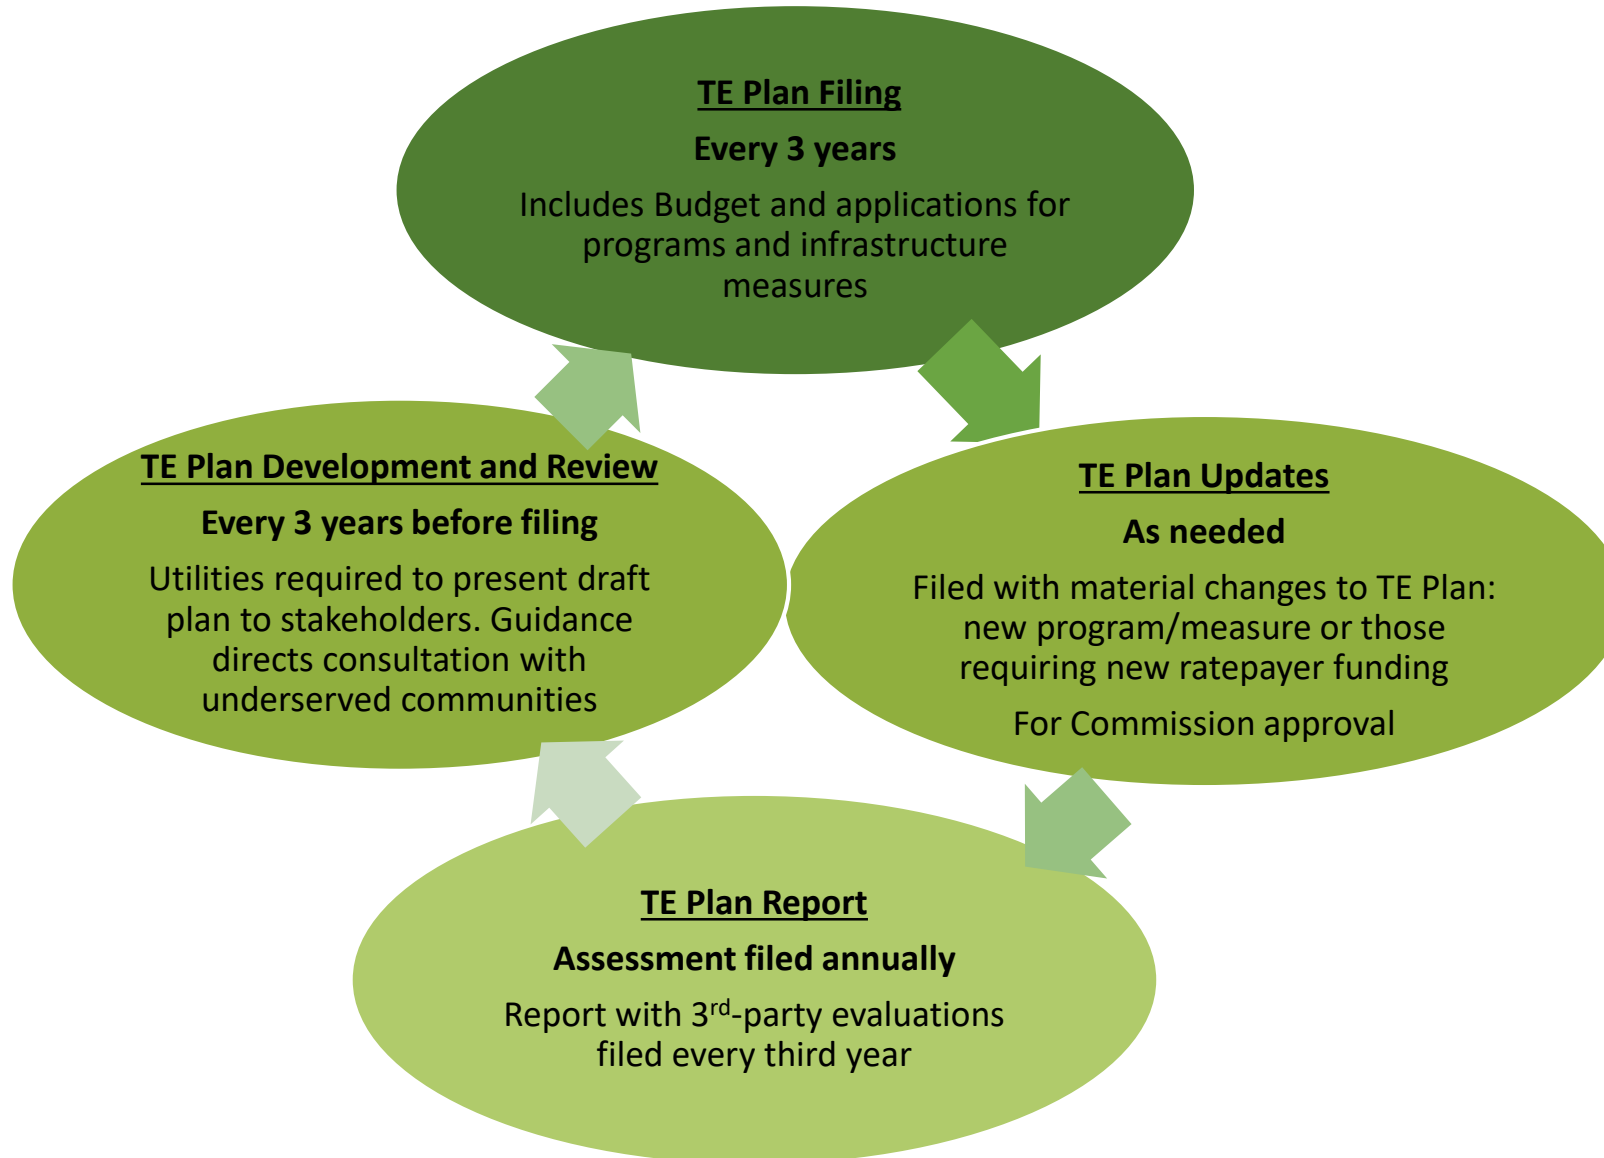 TE Plan Filing
Every 3 years
Includes Budget and applications for
programs and infrastructure
measures
TE Plan Development and Review
Every 3 years before filing
Utilities required to present draft
plan to stakeholders. Guidance
directs consultation with
underserved communities
TE Plan Updates
As needed
Filed with material changes to TE Plan:
new program/measure or those
requiring new ratepayer funding
For Commission approval
TE Plan Report
Assessment filed annually
Report with 3rd-party evaluations
filed every third year